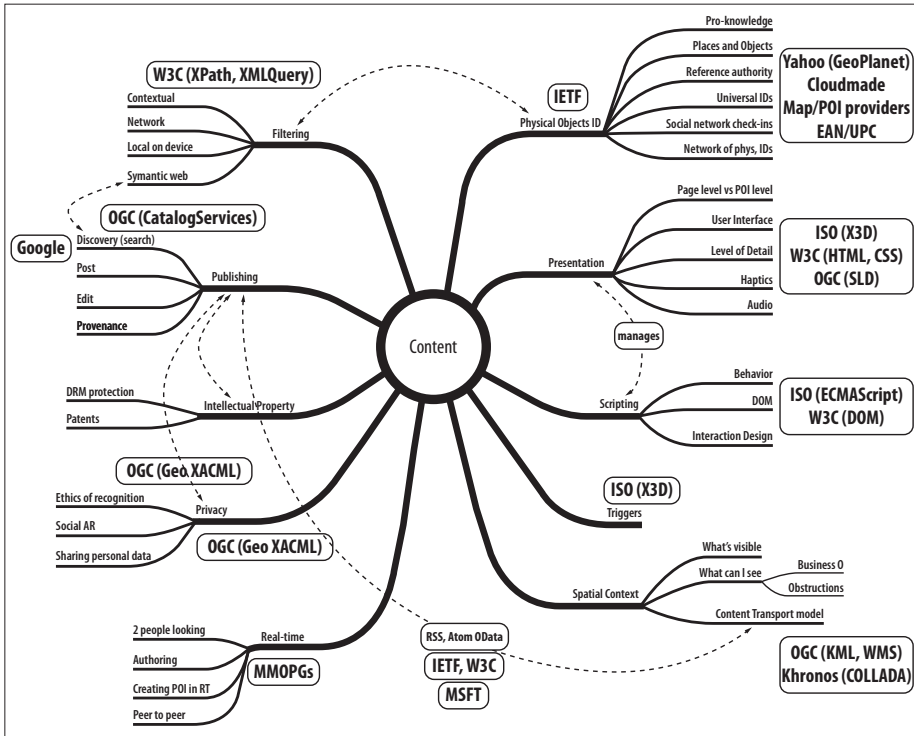 Pro-knowledge
Places and Objects
Reference authority
Universal IDs
Social network check-ins
Network of phys, IDs
Yahoo (GeoPlanet)
Cloudmade
Map/POI providers
EAN/UPC
IETF
Physical Objects ID
W3C (XPath, XMLQuery)
Contextual
Network
Local on device
Semantic web
Filtering
OGC (CatalogServices)
Google
Discovery (search)
Post
Edit
Provenance
Publishing
Page level vs POI level
User Interface
Level of Detail
Haptics
Audio
Presentation
ISO (X3D)
W3C (HTML, CSS)
OGC (SLD)
manages
Content
DRM protection
Patents
Intellectual Property
Behavior
DOM
Interaction Design
Scripting
ISO (ECMAScript)
W3C (DOM)
OGC (Geo XACML)
Ethics of recognition
Social AR
Sharing personal data
Privacy
OGC (Geo XACML)
ISO (X3D)
Triggers
What's visible
What can I see
Business O
Obstructions
Content Transport model
Spatial Context
2 people looking
Authoring
Creating POI in RT
Peer to peer
Real-time
MMOPGs
RSS, Atom OData
IETF, W3C
MSFT
OGC (KML, WMS)
Khronos (COLLADA)